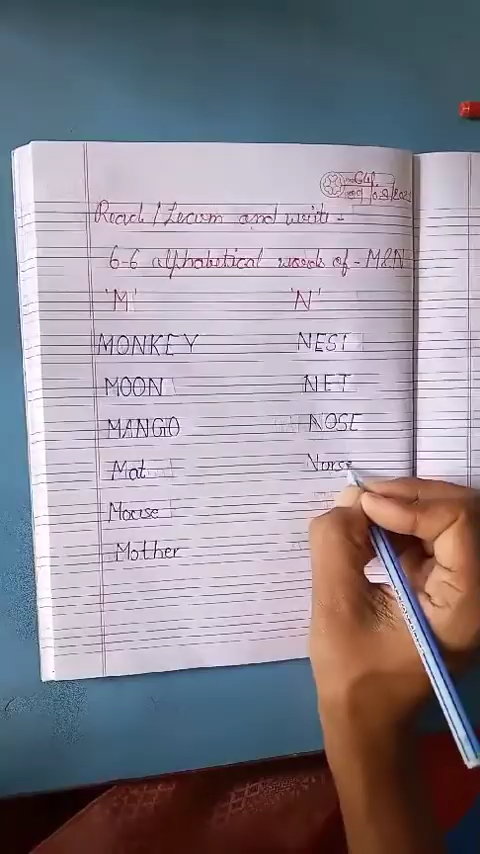 Read / Learn and write -
6-6 alphabetical words of - M&N
'M' 'N'
MONKEY NEST
MOON NET
MANGO NOSE
Mat Nurse
Mouse
Mother